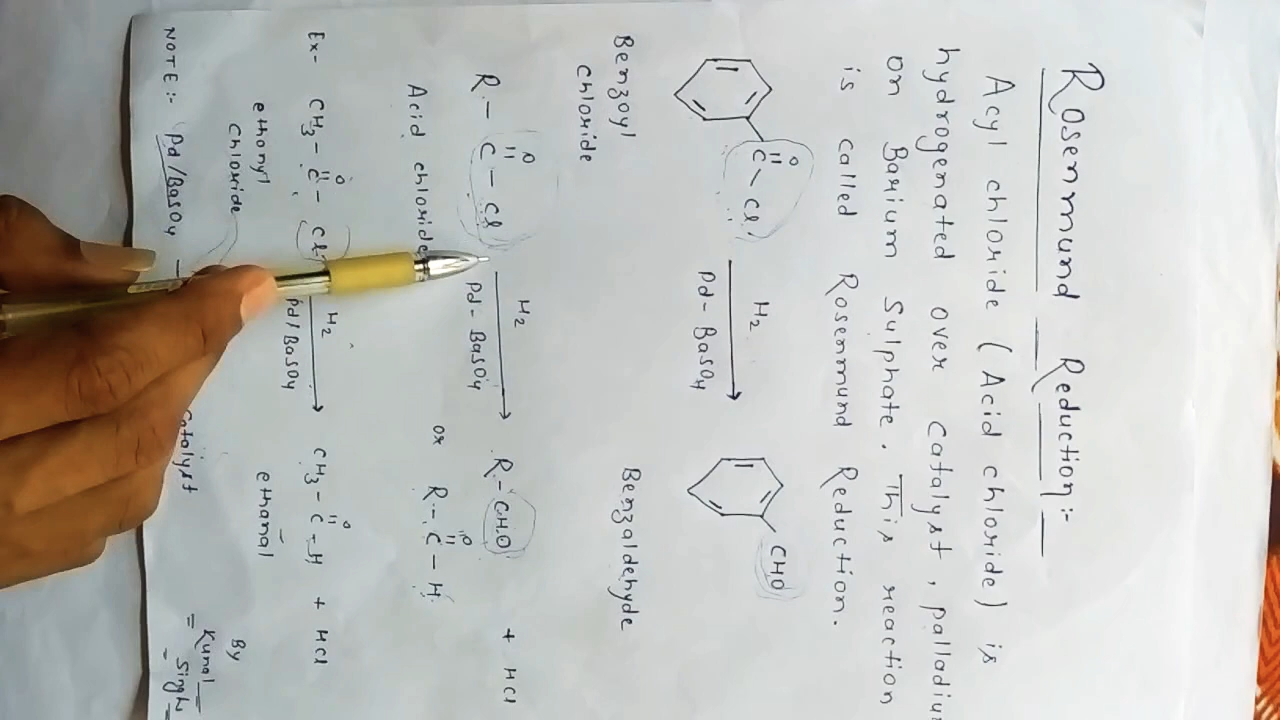 Rosenmund Reduction:-
Acyl chloride (Acid chloride) is
hydrogenated over catalyst, palladium
on Barium Sulphate. This reaction
is called Rosenmund Reduction.
O
C - Cl
H2
Pd - BaSO4
CHO
Benzoyl chloride
Benzaldehyde
O
R - C - Cl
H2
Pd - BaSO4
R - CHO + HCl
Acid chloride
or
O
R - C - H
Ex- CH3 - C - Cl
O
H2
Pd/BaSO4
O
CH3 - C - H + HCl
ethonyl chloride
ethanal
NOTE:- Pd/BaSO4
catalyst
By
Kunal
Singh